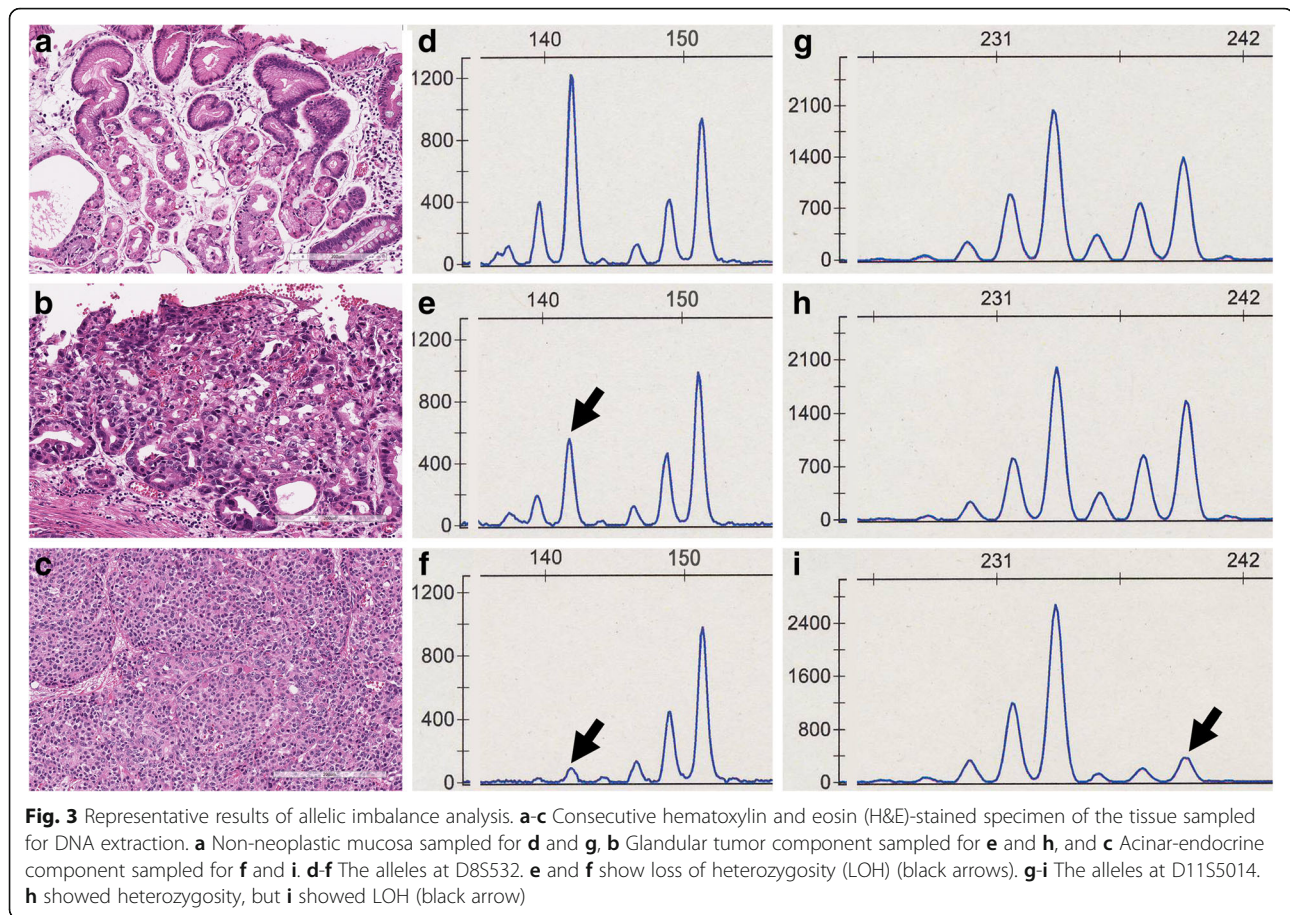 a
d
140 150
1200
800
400
0
g
231 242
2100
1400
700
0
b
e
140 150
1200
800
400
0
h
231 242
2100
1400
700
0
c
f
140 150
1200
800
400
0
i
231 242
2400
1600
800
0
Fig. 3 Representative results of allelic imbalance analysis. a-c Consecutive hematoxylin and eosin (H&E)-stained specimen of the tissue sampled
for DNA extraction. a Non-neoplastic mucosa sampled for d and g, b Glandular tumor component sampled for e and h, and c Acinar-endocrine
component sampled for f and i. d-f The alleles at D8S532. e and f show loss of heterozygosity (LOH) (black arrows). g-i The alleles at D11S5014.
h showed heterozygosity, but i showed LOH (black arrow)